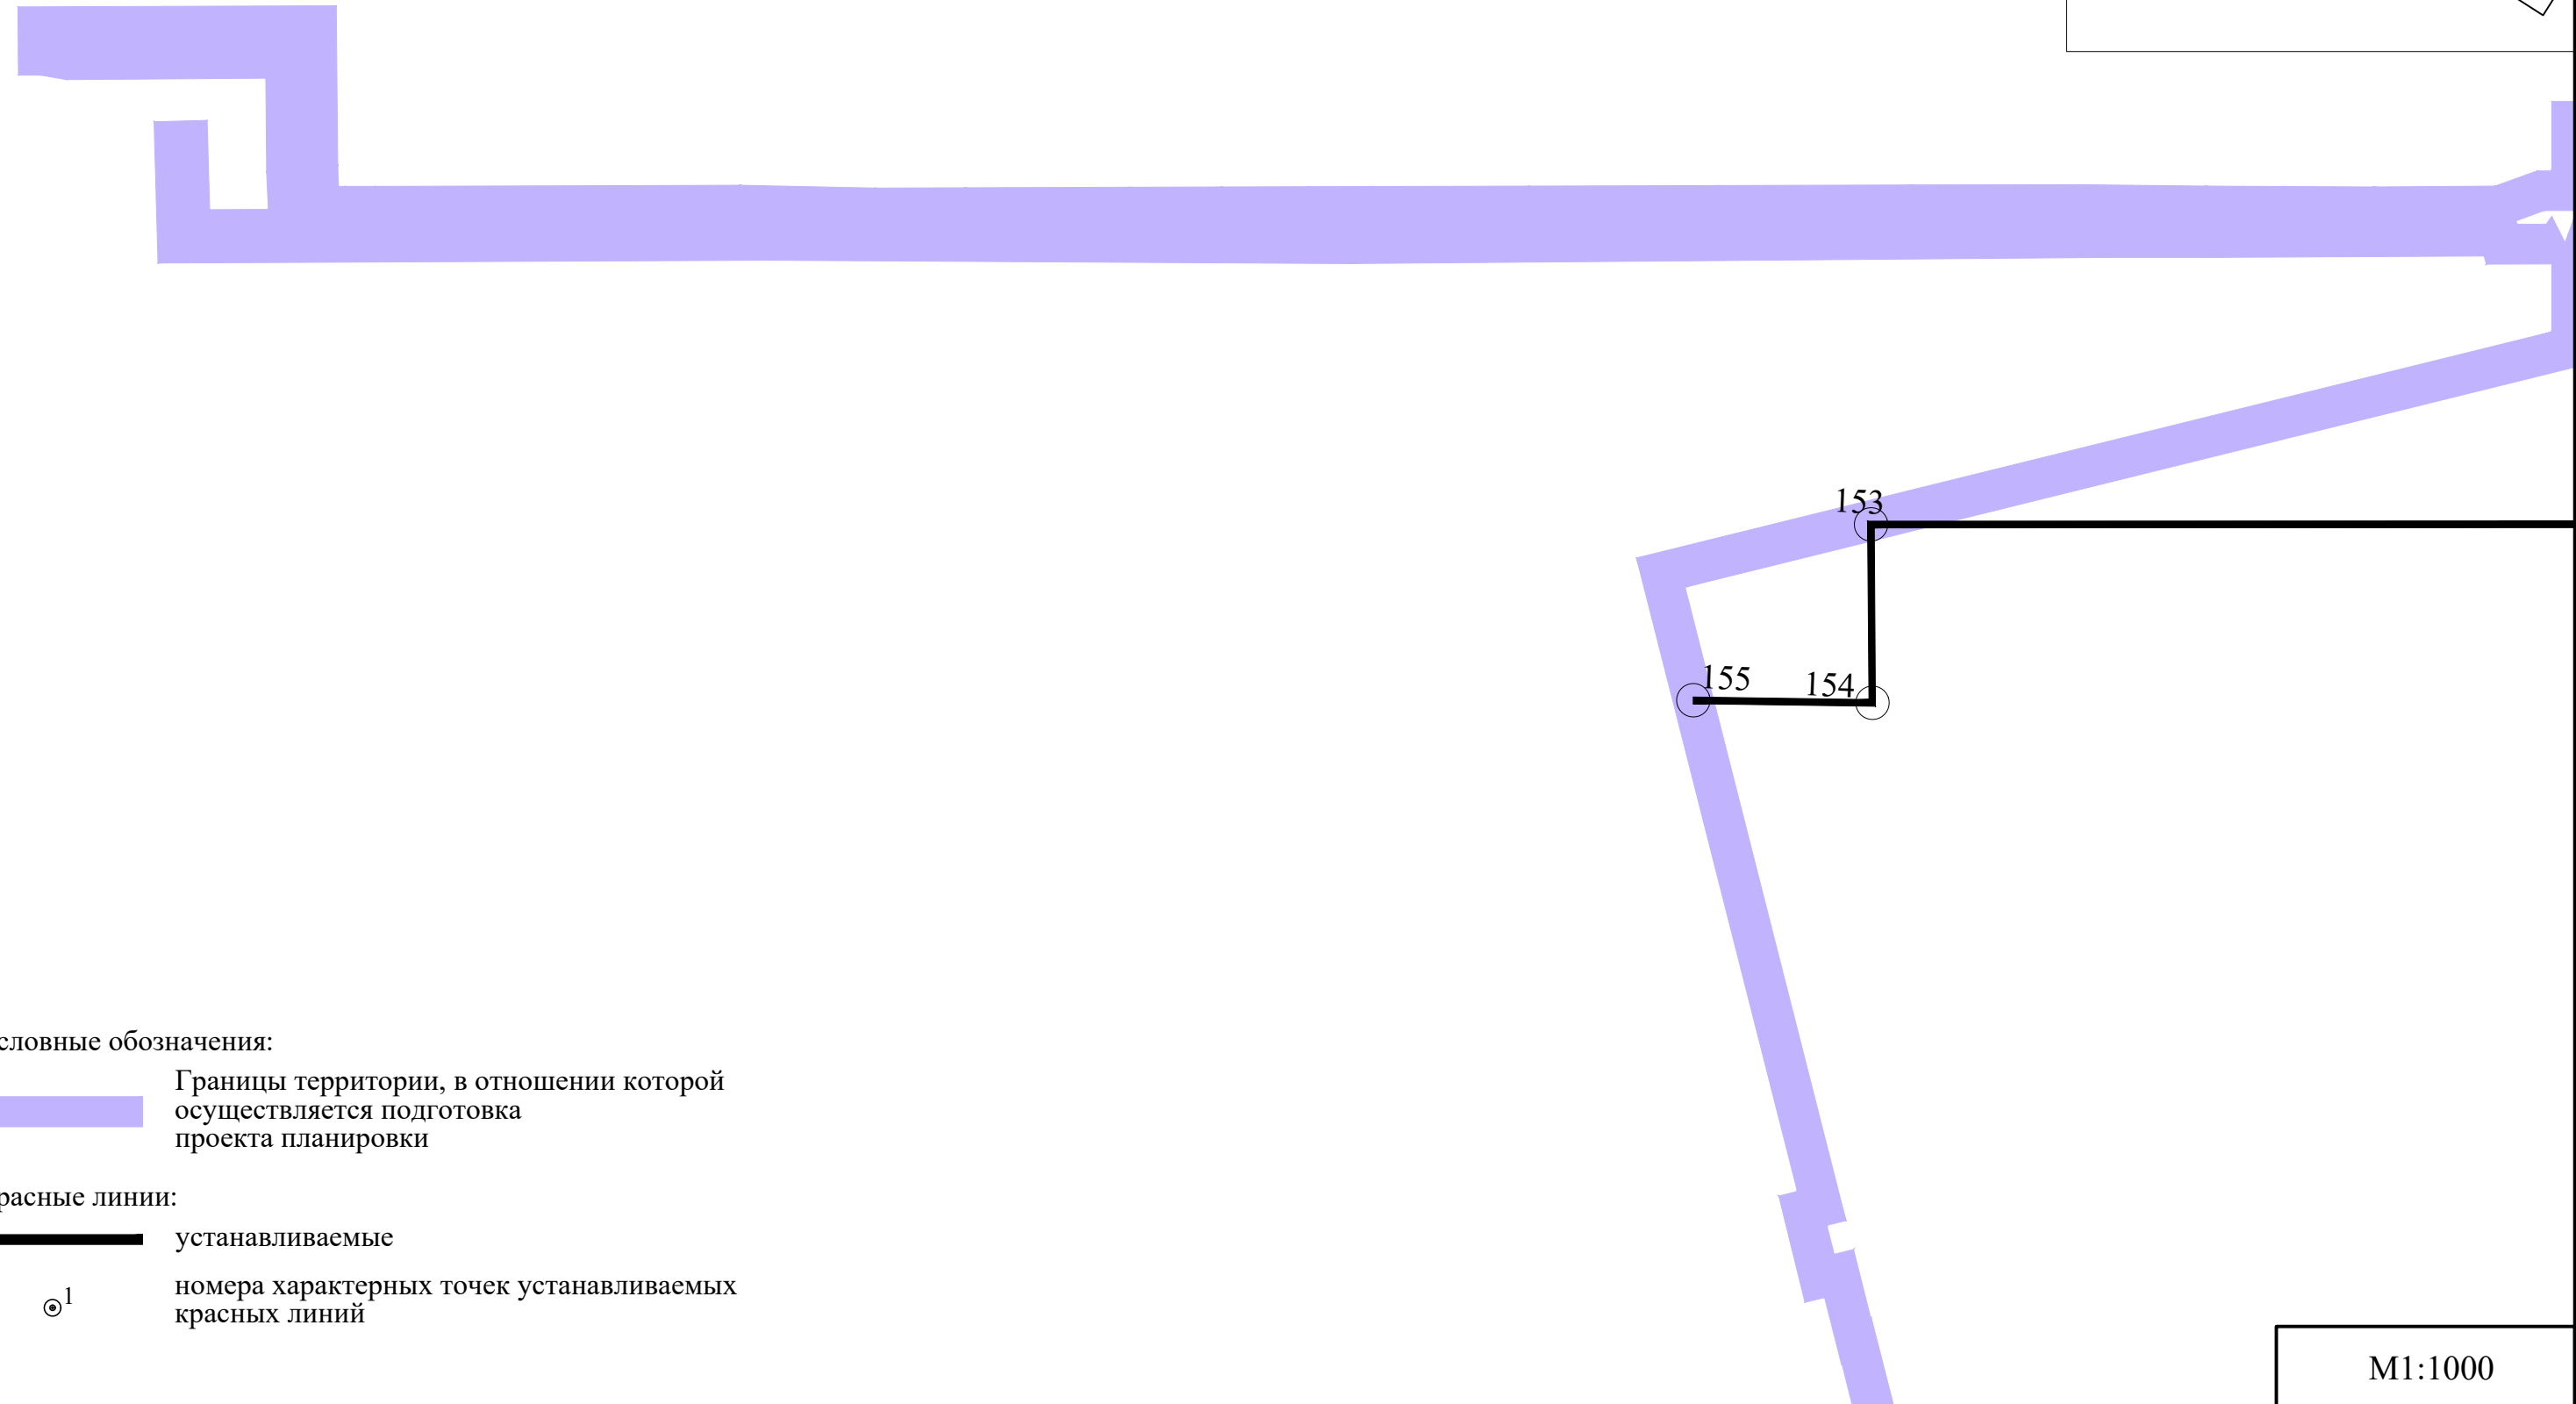 153
155
154
словные обозначения:
Границы территории, в отношении которой
осуществляется подготовка
проекта планировки
расные линии:
устанавливаемые
1
номера характерных точек устанавливаемых
красных линий
М1:1000